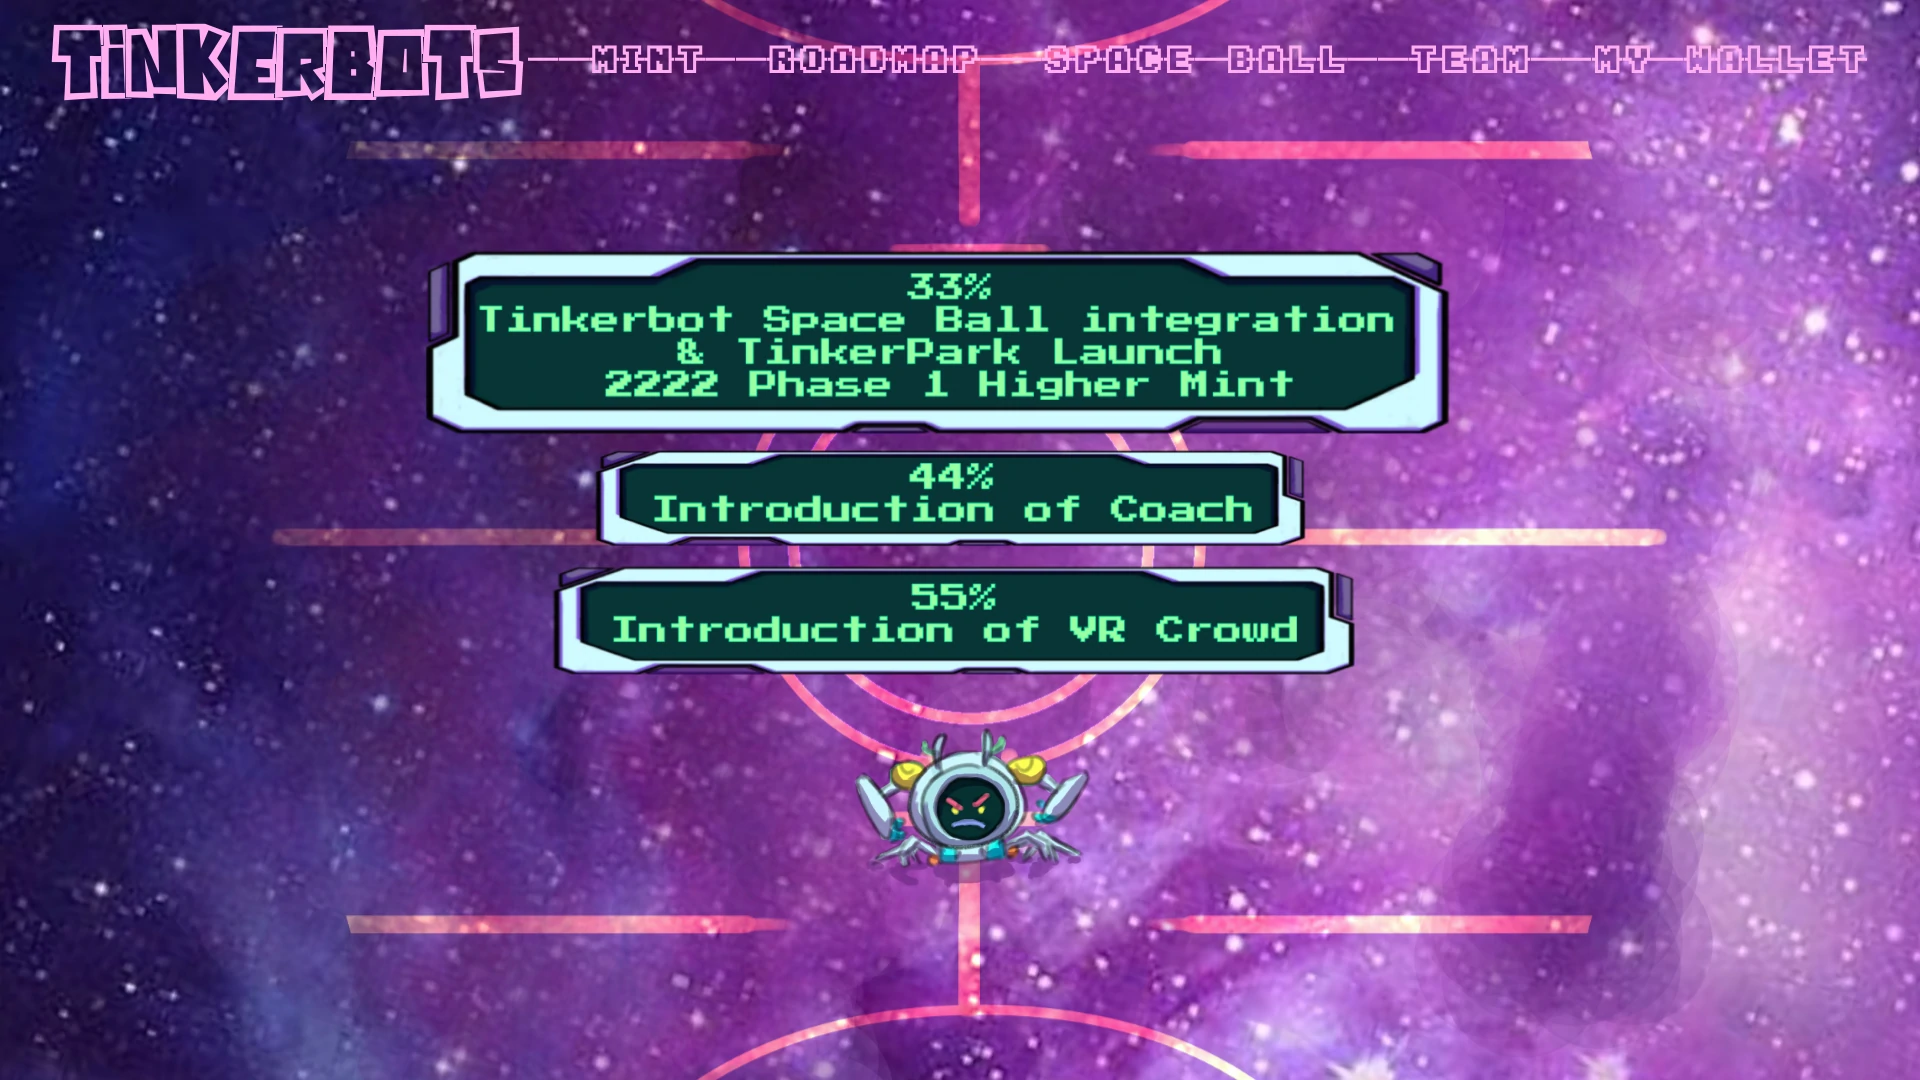 TiNKERBOTS
MINT ROADMAP SPACE BALL TEAM MY WALLET
33%
Tinkerbot Space Ball integration
& TinkerPark Launch
2222 Phase 1 Higher Mint
44%
Introduction of Coach
55%
Introduction of VR Crowd